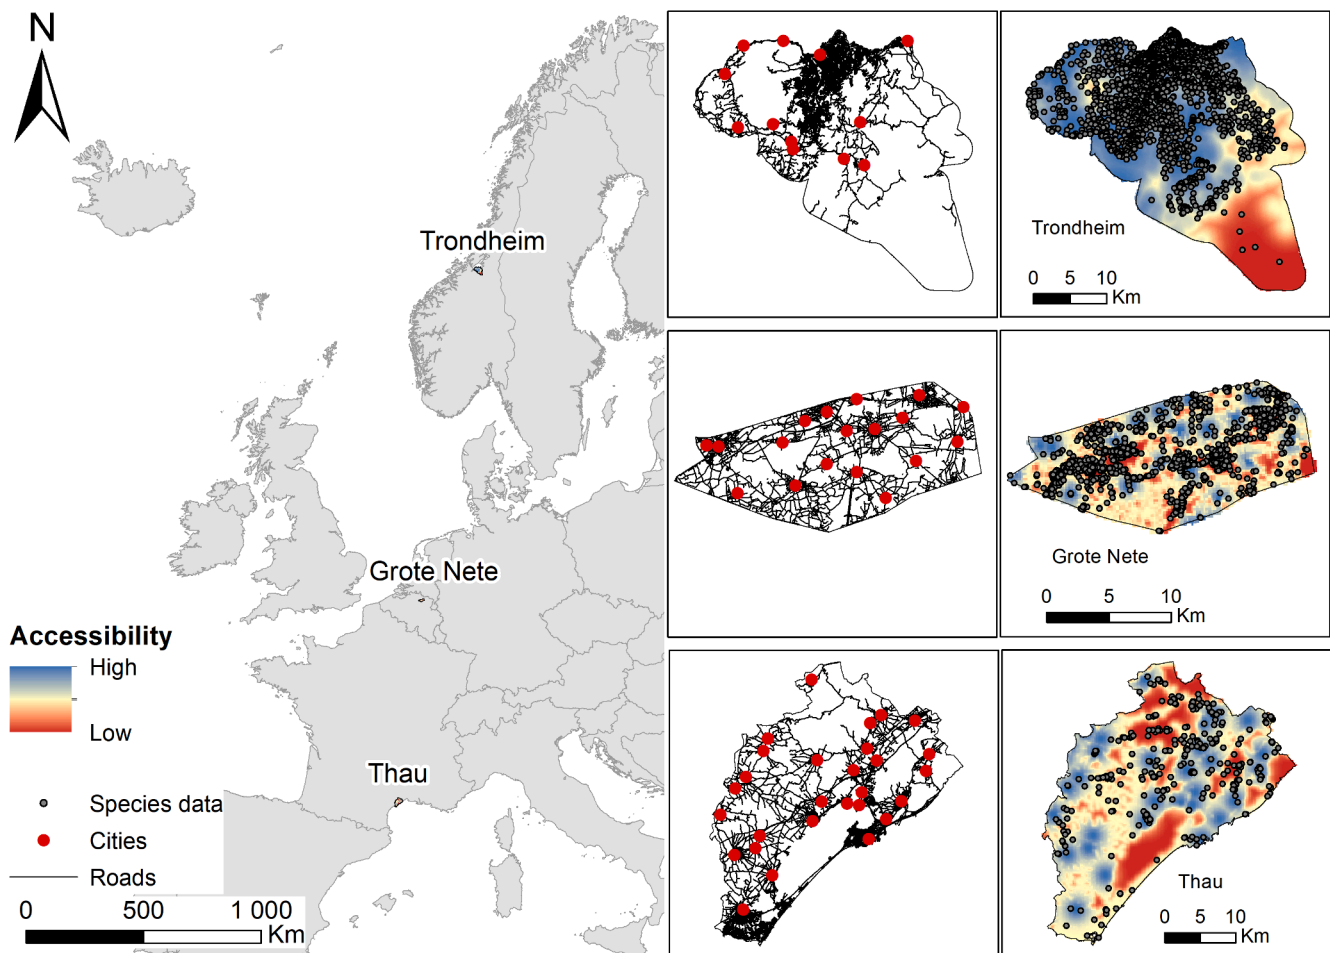 N
Trondheim
Grote Nete
Thau
Accessibility
High
Low
Species data
Cities
Roads
0 500 1 000
Km
Trondheim
0 5 10
Km
Grote Nete
0 5 10
Km
Thau
0 5 10
Km